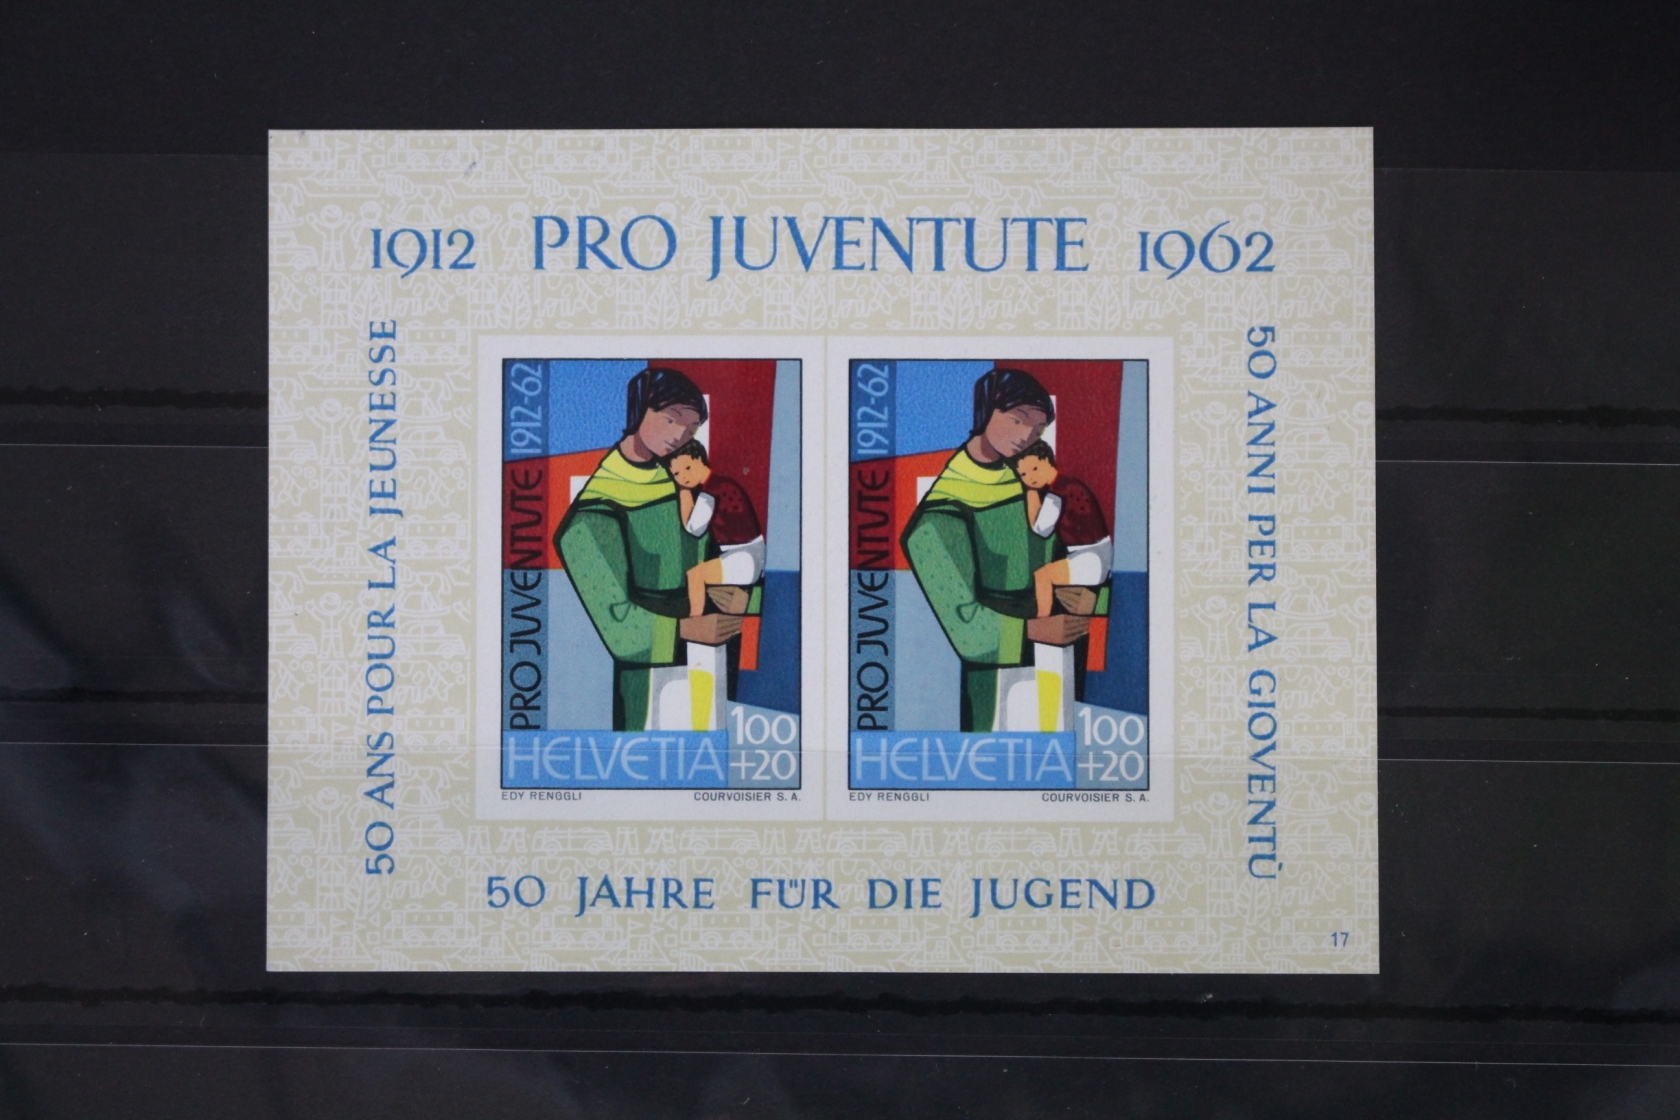 1912 PRO JUVENTUTE 1962
50 ANS POUR LA JEUNESSE
50 ANNI PER LA GIOVENTÙ
PRO JUVENTUTE 1912-62
HELVETIA
100
+20
EDY RENGGLI COURVOISIER S. A.
PRO JUVENTUTE 1912-62
HELVETIA
100
+20
EDY RENGGLI COURVOISIER S. A.
50 JAHRE FÜR DIE JUGEND
17